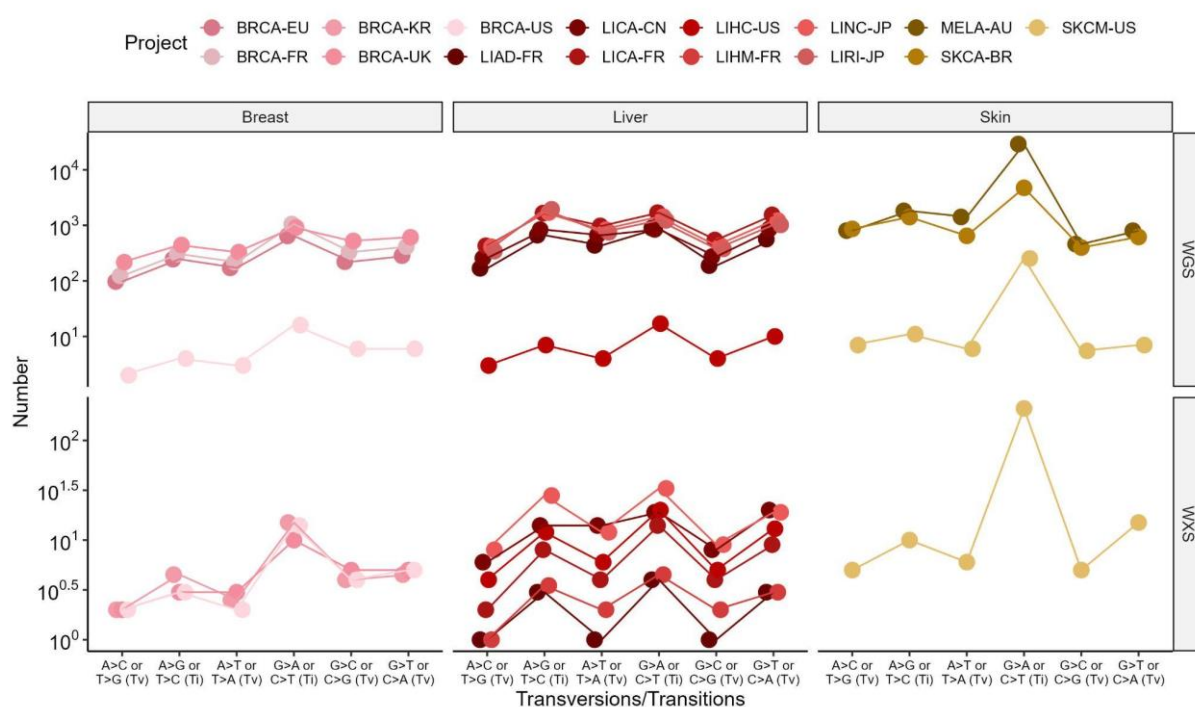 Project
BRCA-EU BRCA-KR BRCA-US LICA-CN LIHC-US LINC-JP MELA-AU SKCM-US
BRCA-FR BRCA-UK LIAD-FR LICA-FR LIHM-FR LIRI-JP SKCA-BR
Breast Liver Skin
10^4
10^3
10^2
10^1
WGS
Number
10^2
10^1.5
10^1
10^0.5
10^0
WXS
A>C or A>G or A>T or G>A or G>C or G>T or A>C or A>G or A>T or G>A or G>C or G>T or A>C or A>G or A>T or G>A or G>C or G>T or
T>G (Tv) T>C (Ti) T>A (Tv) C>T (Ti) C>G (Tv) C>A (Tv) T>G (Tv) T>C (Ti) T>A (Tv) C>T (Ti) C>G (Tv) C>A (Tv) T>G (Tv) T>C (Ti) T>A (Tv) C>T (Ti) C>G (Tv) C>A (Tv)
Transversions/Transitions